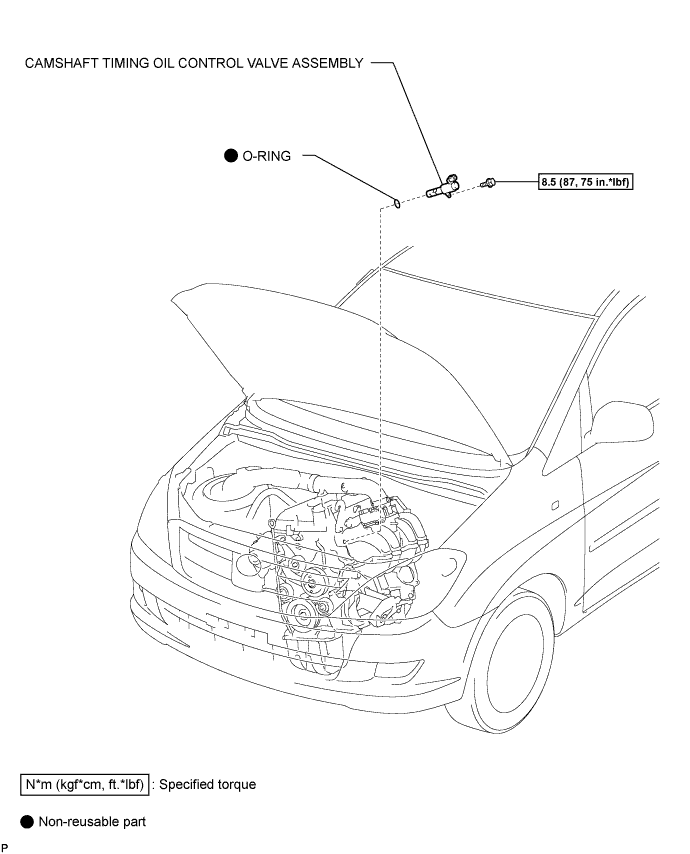 CAMSHAFT TIMING OIL CONTROL VALVE ASSEMBLY
● O-RING
8.5 (87, 75 in.*lbf)
N*m (kgf*cm, ft.*lbf) : Specified torque
● Non-reusable part
P